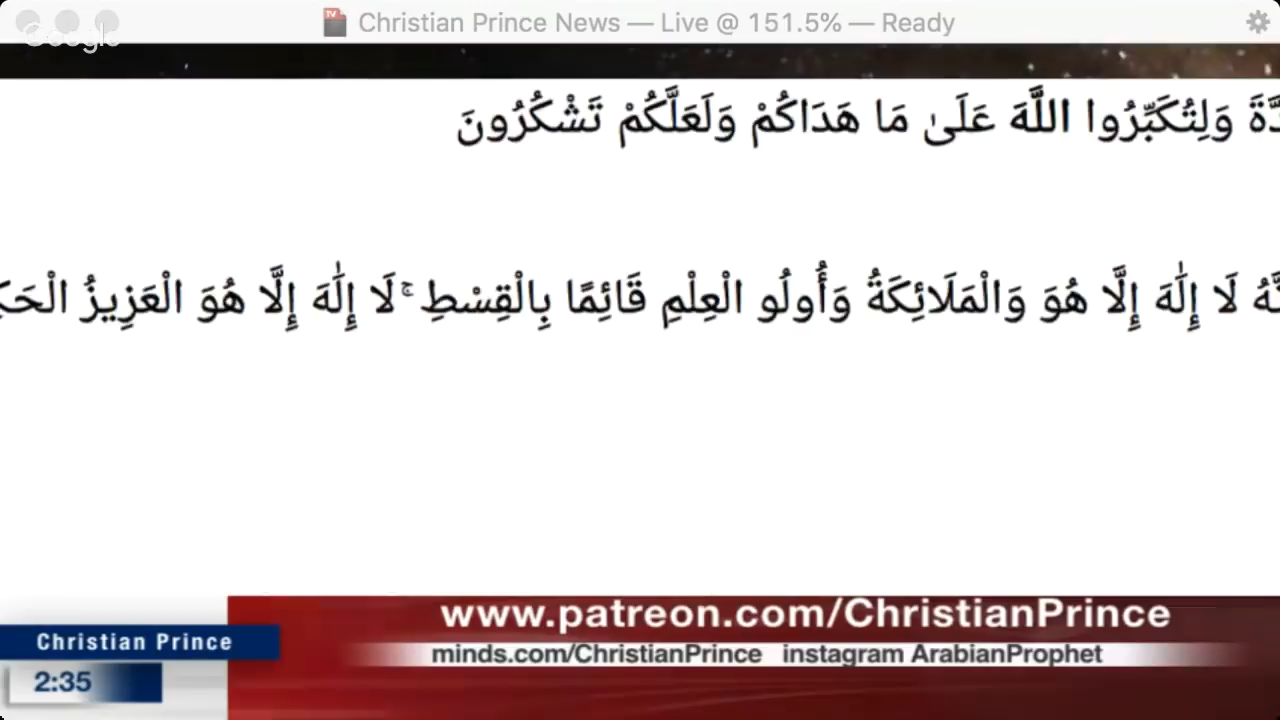 Christian Prince News — Live @ 151.5% — Ready
Google
وَلِتُكَبِّرُوا اللَّهَ عَلَىٰ مَا هَدَاكُمْ وَلَعَلَّكُمْ تَشْكُرُونَ
لَا إِلَٰهَ إِلَّا هُوَ وَالْمَلَائِكَةُ وَأُولُو الْعِلْمِ قَائِمًا بِالْقِسْطِ ۚ لَا إِلَٰهَ إِلَّا هُوَ الْعَزِيزُ
www.patreon.com/ChristianPrince
Christian Prince
minds.com/ChristianPrince instagram ArabianProphet
2:35